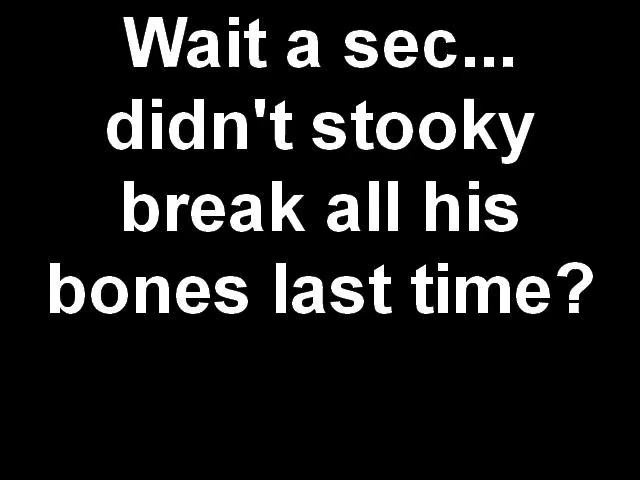 Wait a sec...
didn't stooky
break all his
bones last time?